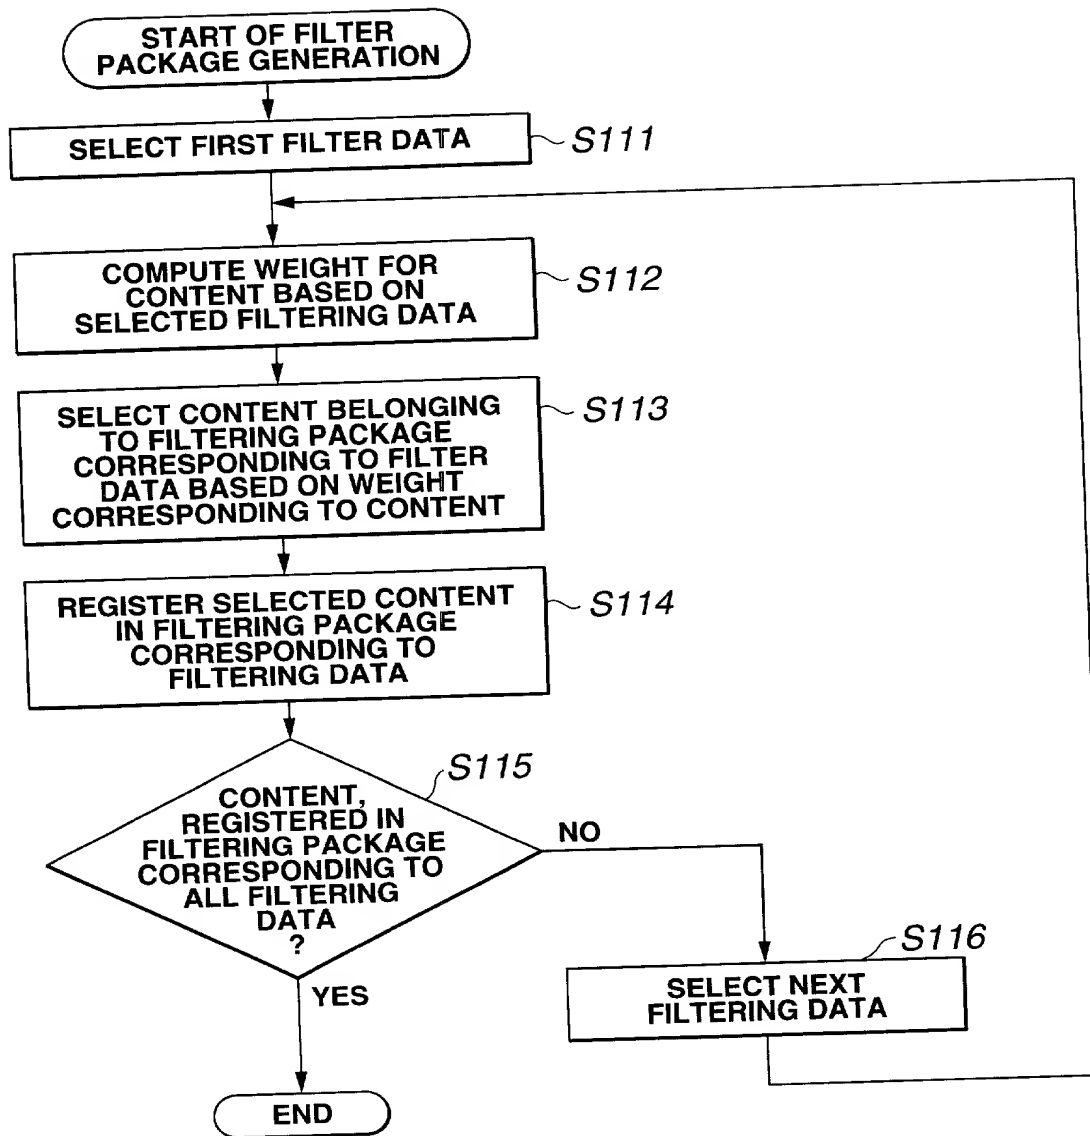 START OF FILTER
PACKAGE GENERATION
SELECT FIRST FILTER DATA
S111
COMPUTE WEIGHT FOR
CONTENT BASED ON
SELECTED FILTERING DATA
S112
SELECT CONTENT BELONGING
TO FILTERING PACKAGE
CORRESPONDING TO FILTER
DATA BASED ON WEIGHT
CORRESPONDING TO CONTENT
S113
REGISTER SELECTED CONTENT
IN FILTERING PACKAGE
CORRESPONDING TO
FILTERING DATA
S114
S115
CONTENT,
REGISTERED IN
FILTERING PACKAGE
CORRESPONDING TO
ALL FILTERING
DATA
?
NO
YES
S116
SELECT NEXT
FILTERING DATA
END